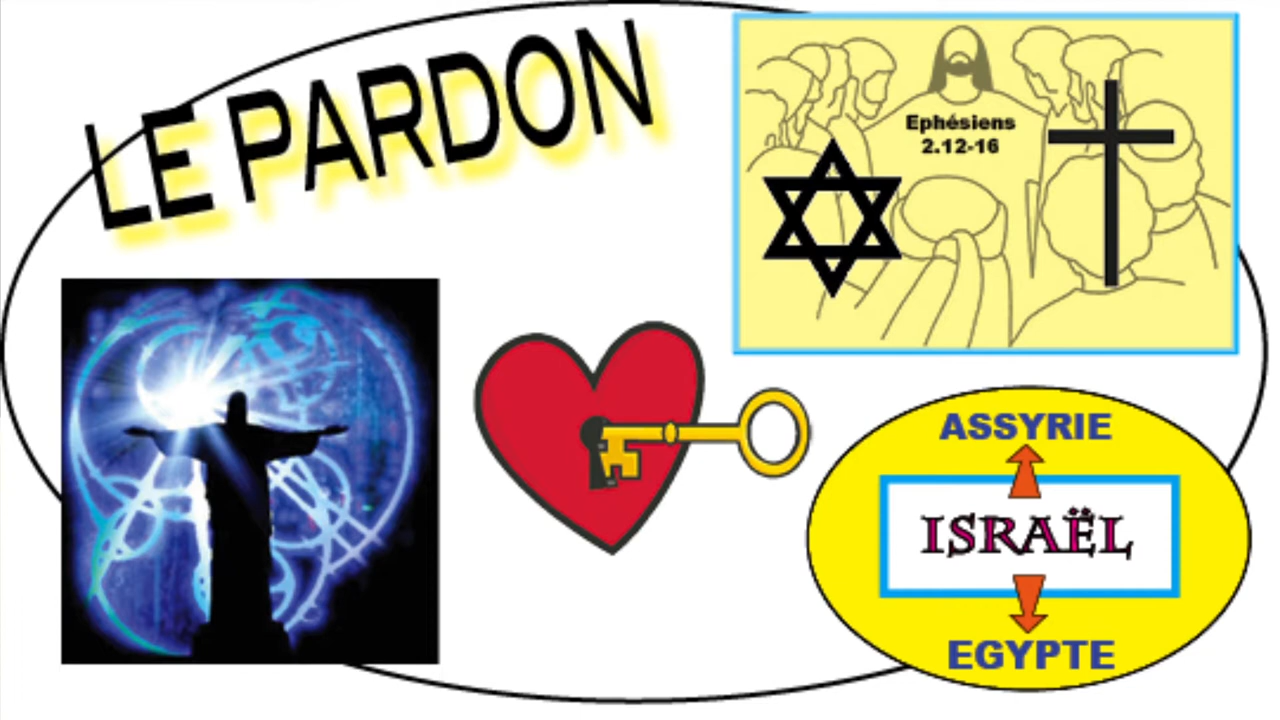 LE PARDON
Ephésiens
2.12-16
ASSYRIE
ISRAËL
EGYPTE